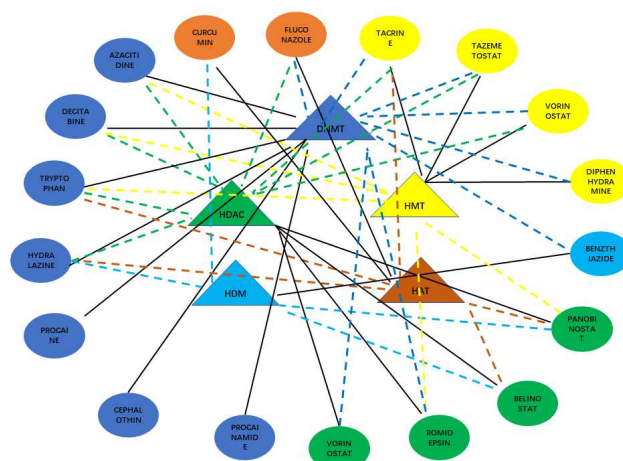 CURCU
MIN
FLUCO
NAZOLE
TACRIN
E
TAZEME
TOSTAT
AZACITI
DINE
VORIN
OSTAT
DECITA
BINE
DNMT
DIPHEN
HYDRA
MINE
TRYPTO
PHAN
HDAC
HMT
HYDRA
LAZINE
BENZTH
IAZIDE
HDM
HAT
PROCAI
NE
PANOBI
NOSTA
T
CEPHAL
OTHIN
BELINO
STAT
PROCAI
NAMID
E
VORIN
OSTAT
ROMID
EPSIN